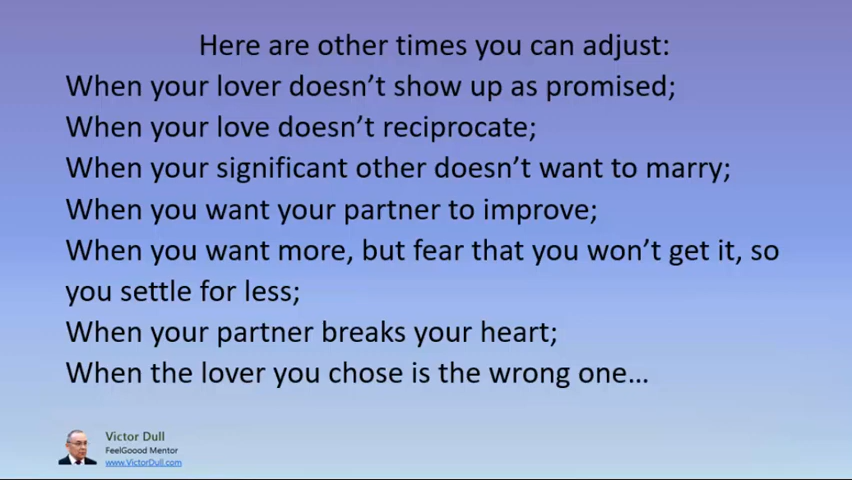 Here are other times you can adjust:
When your lover doesn’t show up as promised;
When your love doesn’t reciprocate;
When your significant other doesn’t want to marry;
When you want your partner to improve;
When you want more, but fear that you won’t get it, so
you settle for less;
When your partner breaks your heart;
When the lover you chose is the wrong one…
Victor Dull
FeelGoood Mentor
www.VictorDull.com